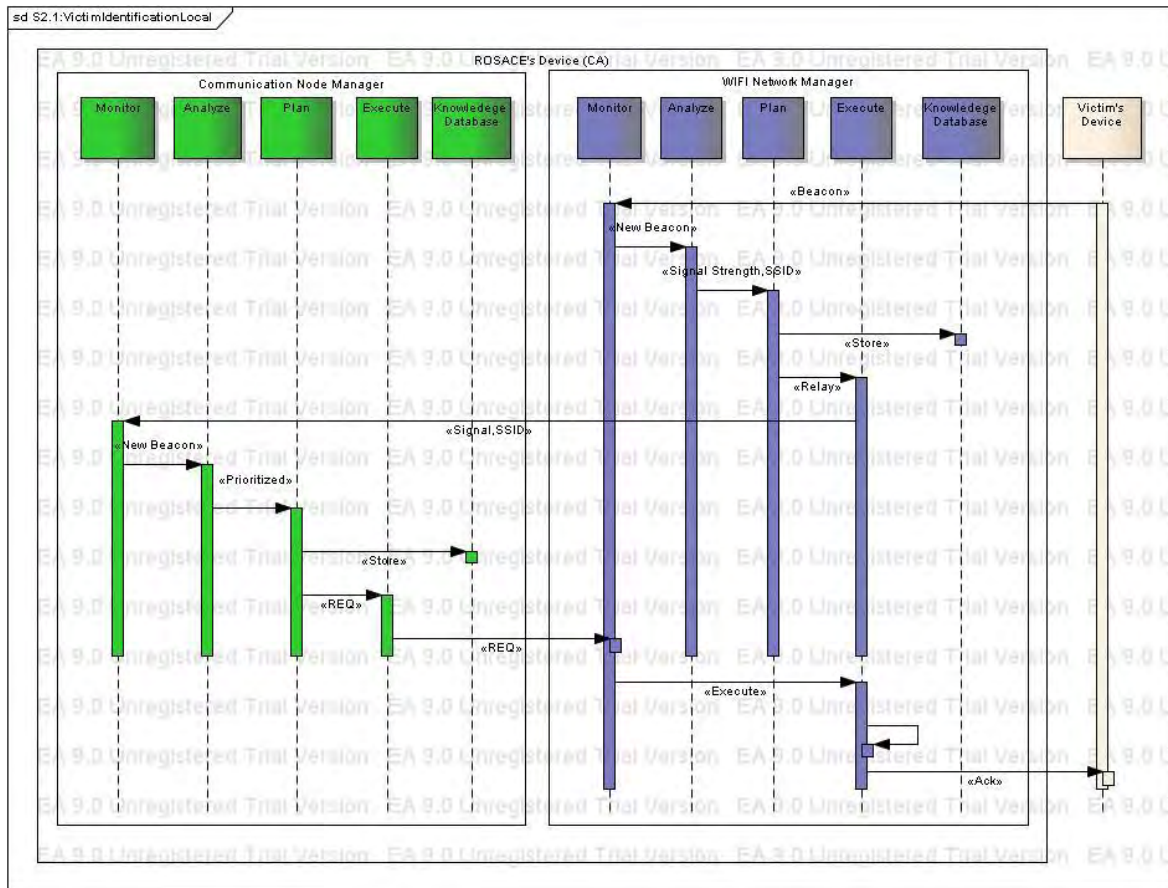 sd S2.1:VictimIdentificationLocal
ROSACE's Device (CA)
Communication Node Manager
WIFI Network Manager
Monitor
Analyze
Plan
Execute
Knowledege
Database
Monitor
Analyze
Plan
Execute
Knowledege
Database
Victim's
Device
«Beacon»
«New Beacon»
«Signal Strength,SSID»
«Store»
«Relay»
«Signal,SSID»
«New Beacon»
«Prioritized»
«Store»
«REQ»
«REQ»
«Execute»
«Ack»
EA 9.0 Unregistered Trial Version